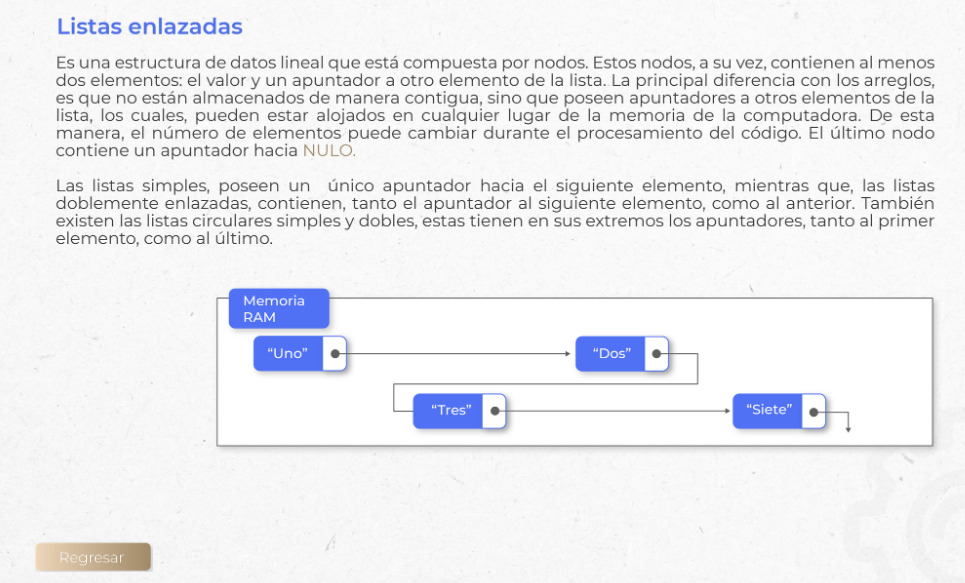 Listas enlazadas
Es una estructura de datos lineal que está compuesta por nodos. Estos nodos, a su vez, contienen al menos
dos elementos: el valor y un apuntador a otro elemento de la lista. La principal diferencia con los arreglos,
es que no están almacenados de manera contigua, sino que poseen apuntadores a otros elementos de la
lista, los cuales, pueden estar alojados en cualquier lugar de la memoria de la computadora. De esta
manera, el número de elementos puede cambiar durante el procesamiento del código. El último nodo
contiene un apuntador hacia NULO.
Las listas simples, poseen un único apuntador hacia el siguiente elemento, mientras que, las listas
doblemente enlazadas, contienen, tanto el apuntador al siguiente elemento, como al anterior. También
existen las listas circulares simples y dobles, estas tienen en sus extremos los apuntadores, tanto al primer
elemento, como al último.
Memoria
RAM
“Uno”
“Dos”
“Tres”
“Siete”
Regresar